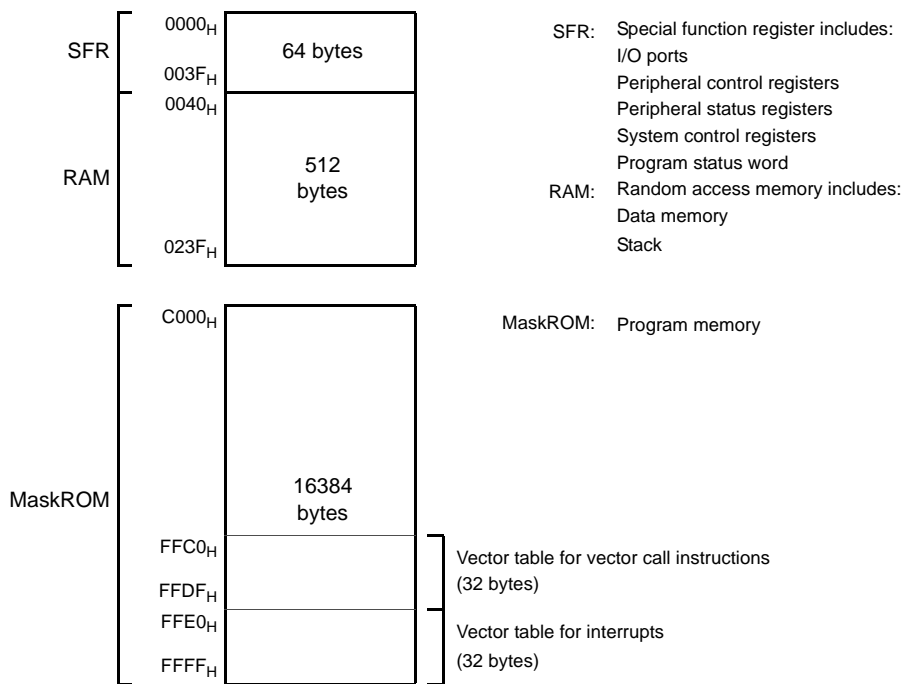 0000H
SFR
64 bytes
003FH
0040H
RAM
512
bytes
023FH
SFR: Special function register includes:
I/O ports
Peripheral control registers
Peripheral status registers
System control registers
Program status word
RAM: Random access memory includes:
Data memory
Stack
C000H
MaskROM: Program memory
MaskROM
16384
bytes
FFC0H
Vector table for vector call instructions
(32 bytes)
FFDFH
FFE0H
Vector table for interrupts
(32 bytes)
FFFFH